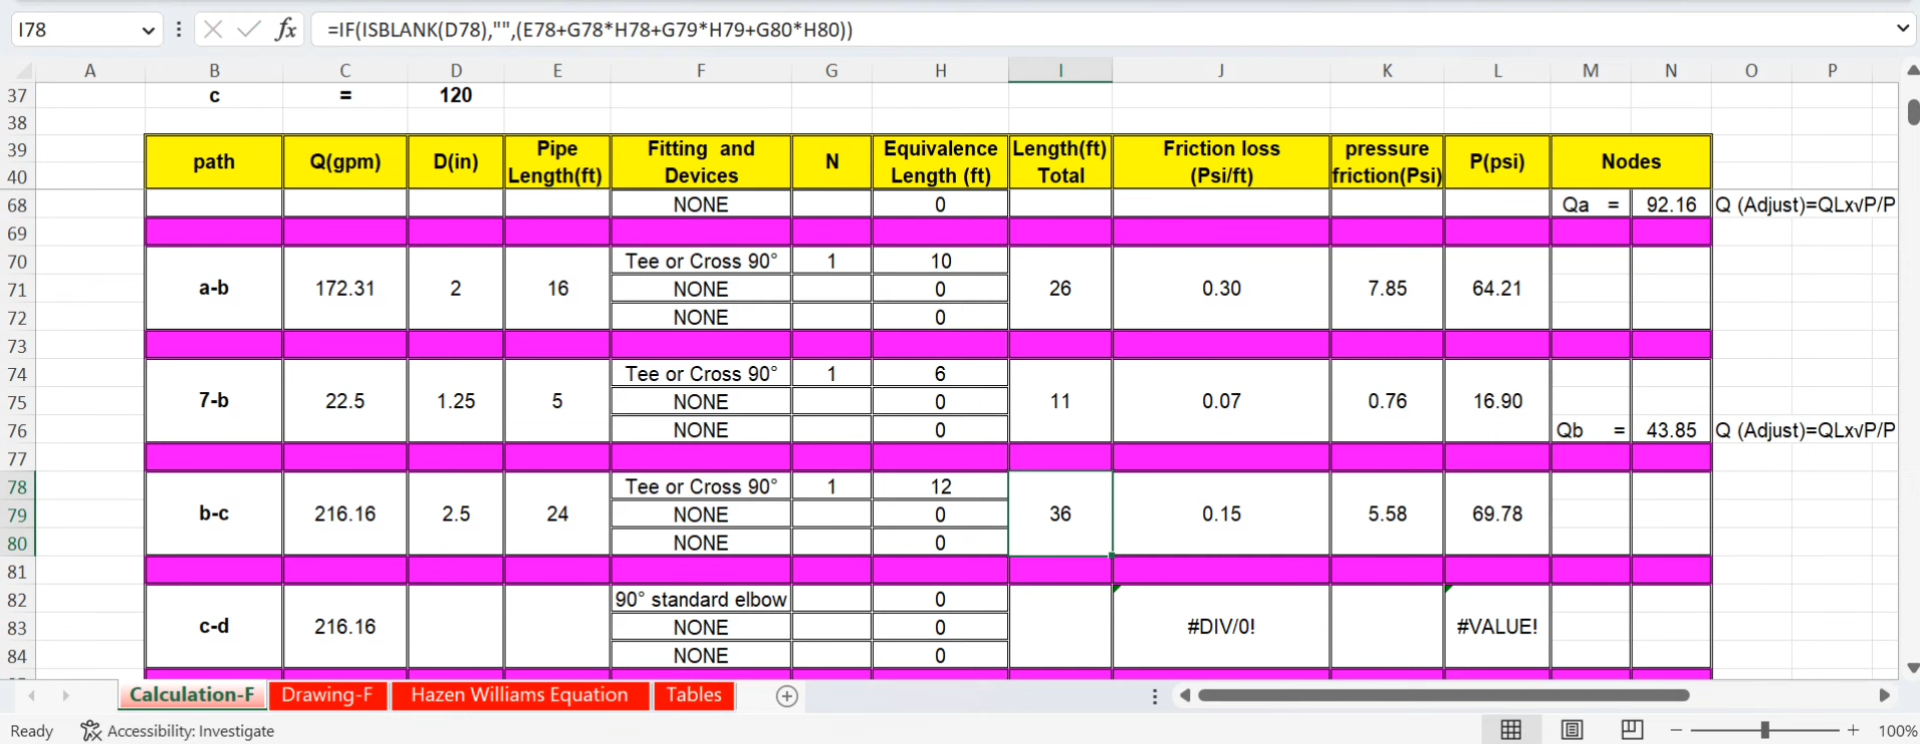 I78 fx =IF(ISBLANK(D78),"",(E78+G78*H78+G79*H79+G80*H80))
A B C D E F G H I J K L M N O P
37 c = 120
38
39 path Q(gpm) D(in) Pipe Fitting and N Equivalence Length(ft) Friction loss pressure P(psi) Nodes
40 Length(ft) Devices Length (ft) Total (Psi/ft) friction(Psi)
68 NONE 0 Qa = 92.16 Q (Adjust)=QLx√P/P
69
70 Tee or Cross 90° 1 10
71 a-b 172.31 2 16 NONE 0 26 0.30 7.85 64.21
72 NONE 0
73
74 Tee or Cross 90° 1 6
75 7-b 22.5 1.25 5 NONE 0 11 0.07 0.76 16.90
76 NONE 0 Qb = 43.85 Q (Adjust)=QLx√P/P
77
78 Tee or Cross 90° 1 12
79 b-c 216.16 2.5 24 NONE 0 36 0.15 5.58 69.78
80 NONE 0
81
82 90° standard elbow 0
83 c-d 216.16 NONE 0 #DIV/0! #VALUE!
84 NONE 0
Calculation-F Drawing-F Hazen Williams Equation Tables
Ready Accessibility: Investigate 100%